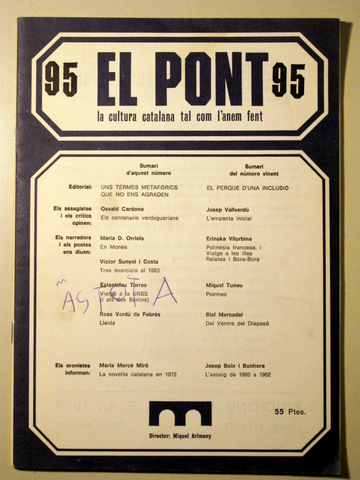 95 EL PONT 95
la cultura catalana tal com l'anem fent
Sumari
d'aquest número
Sumari
del número vinent
Editorial:
UNS TERMES METAFÒRICS
QUE NO ENS AGRADEN
EL PERQUÈ D'UNA INCLUSIÓ
Els assagistes
i els crítics
opinen:
Osvald Cardona
Els centenaris verdaguerians
Josep Vallverdú
L'empenta inicial
Els narradors
i els poetes
ens diuen:
Maria D. Orriols
En Mones
Erinska Vilorbina
Polinèsia francesa, i
Viatge a les Illes
Raiatea i Bora-Bora
Víctor Sunyol i Costa
Tres exercicis al 1983
Estanislau Torres
Viatge a la URSS
(i als dos Berlins)
Miquel Tuneu
Poemes
Rosa Verdú de Febrés
Lleida
Biel Mercadal
Del Ventre del Diapasó
Els cronistes
informen:
Maria Mercè Miró
La novel·la catalana en 1972
Josep Boix i Bonhora
L'assaig de 1960 a 1962
55 Ptes.
Director: Miquel Arimany